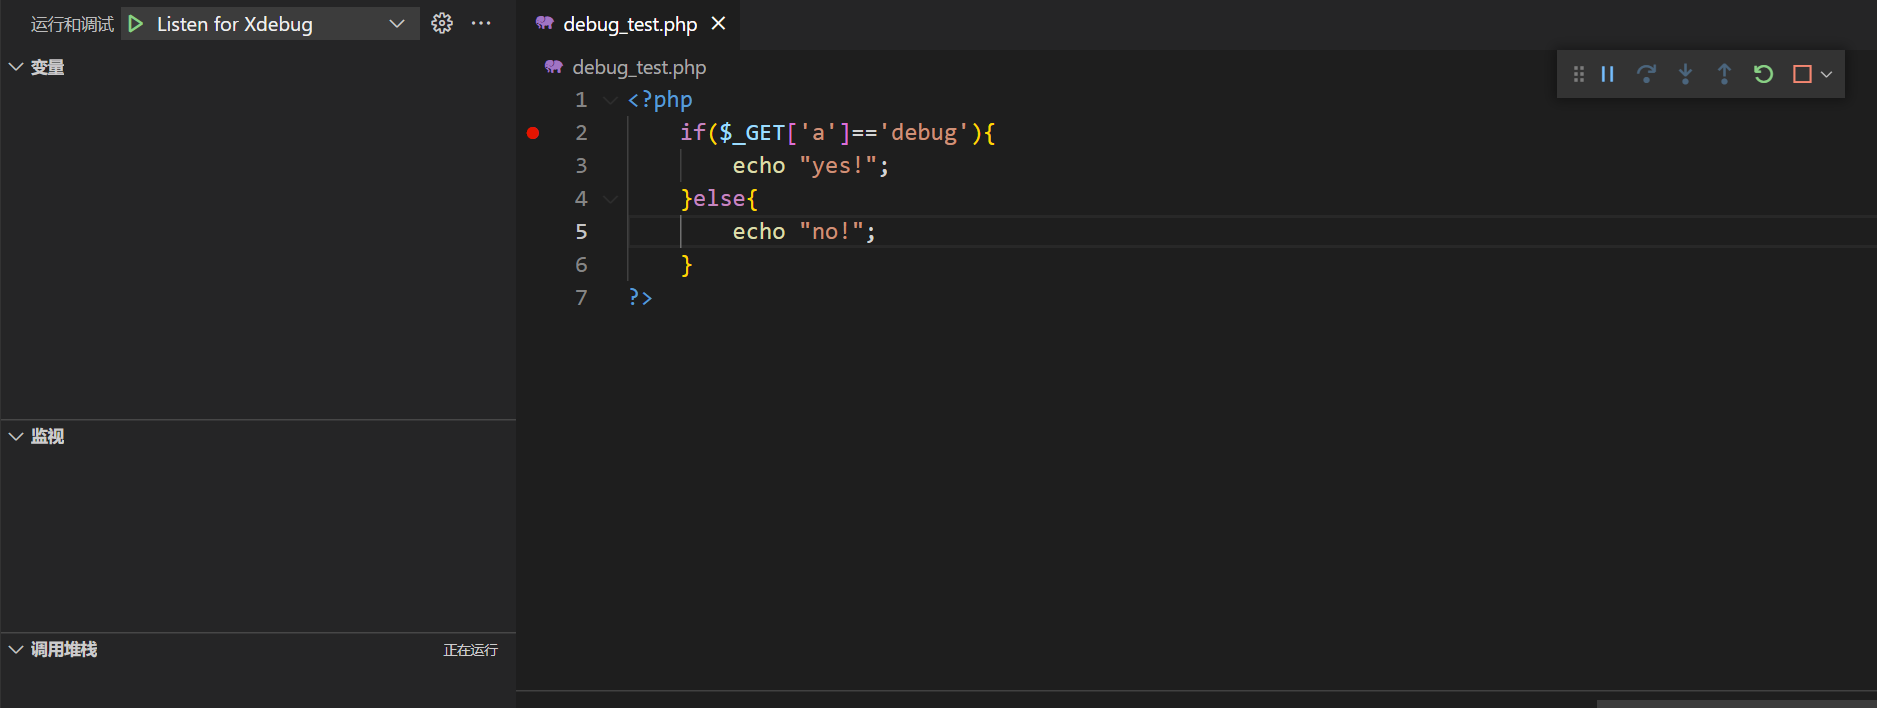 运行和调试 Listen for Xdebug
变量
监视
调用堆栈 正在运行
debug_test.php
debug_test.php
1 <?php
2     if($_GET['a']=='debug'){
3         echo "yes!";
4     }else{
5         echo "no!";
6     }
7 ?>